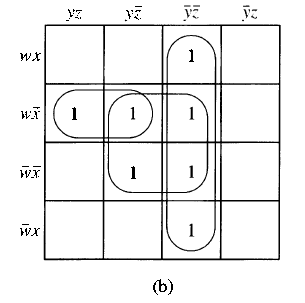 yz yz̄ ȳz̄ ȳz
wx 1
wx̄ 1 1 1
w̄x̄ 1 1
w̄x 1
(b)